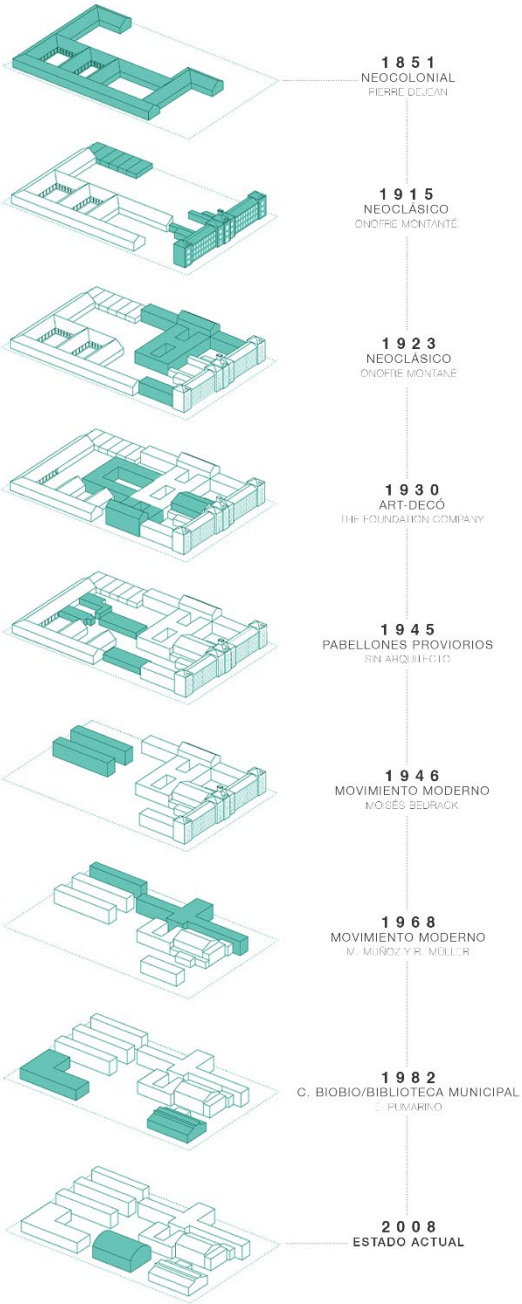 1851
NEOCOLONIAL
PIERRE DEJEAN
1915
NEOCLÁSICO
ONOFRE MONTANTÉ
1923
NEOCLÁSICO
ONOFRE MONTANÉ
1930
ART-DECÓ
THE FOUNDATION COMPANY
1945
PABELLONES PROVIORIOS
SIN ARQUITECTO
1946
MOVIMIENTO MODERNO
MOISÉS BEDRACK
1968
MOVIMIENTO MODERNO
M. MUÑOZ Y R. MÜLLER
1982
C. BIOBIO/BIBLIOTECA MUNICIPAL
E. PUMARINO
2008
ESTADO ACTUAL